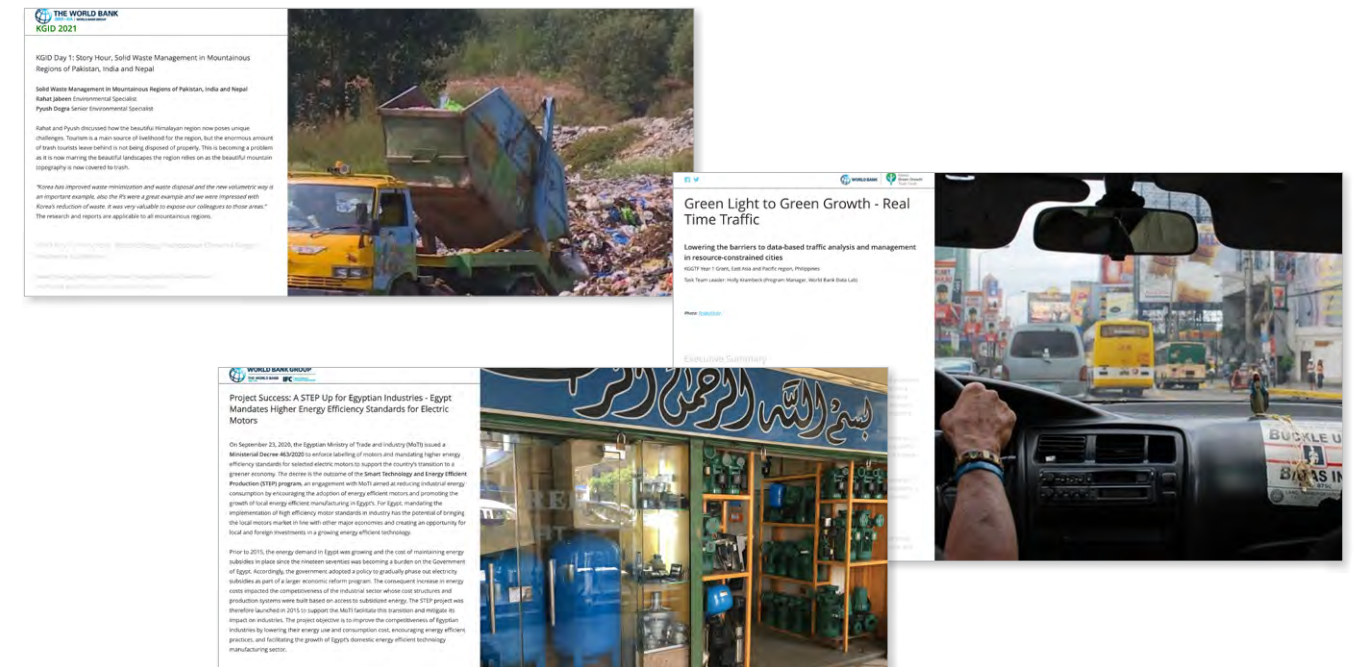 THE WORLD BANK
IBRD • IDA | WORLD BANK GROUP
KGID 2021
KGID Day 1: Story Hour, Solid Waste Management in Mountainous
Regions of Pakistan, India and Nepal
Solid Waste Management in Mountainous Regions of Pakistan, India and Nepal
Rahat Jabeen Environmental Specialist
Pyush Dogra Senior Environmental Specialist
Rahat and Pyush discussed how the beautiful Himalayan region now poses unique
challenges. Tourism is a main source of livelihood for the region, but the enormous amount
of trash tourists leave behind is not being disposed of properly. This is becoming a problem
as it is now marring the beautiful landscapes the region relies on as the beautiful mountain
topography is now covered to trash.
"Korea has improved waste minimization and waste disposal and the new volumetric way is
an important example, also the R's were a great example and we were impressed with
Korea's reduction of waste. It was very valuable to expose our colleagues to those areas."
The research and reports are applicable to all mountainous regions.
WORLD BANK
Green Growth
Green Light to Green Growth - Real
Time Traffic
Lowering the barriers to data-based traffic analysis and management
in resource-constrained cities
KGGTF Year 1 Grant, East Asia and Pacific region, Philippines
Task Team Leader: Holly Krambeck (Program Manager, World Bank Data Lab)
Photo:
Executive Summary
BUCKLE U
WORLD BANK GROUP
THE WORLD BANK IFC
Project Success: A STEP Up for Egyptian Industries - Egypt
Mandates Higher Energy Efficiency Standards for Electric
Motors
On September 23, 2020, the Egyptian Ministry of Trade and Industry (MoTI) issued a
Ministerial Decree 463/2020 to enforce labelling of motors and mandating higher energy
efficiency standards for selected electric motors to support the country's transition to a
greener economy. The decree is the outcome of the Smart Technology and Energy Efficient
Production (STEP) program, an engagement with MoTI aimed at reducing industrial energy
consumption by encouraging the adoption of energy efficient motors and promoting the
growth of local energy efficient manufacturing in Egypt's. For Egypt, mandating the
implementation of high efficiency motor standards in industry has the potential of bringing
the local motors market in line with other major economies and creating an opportunity for
local and foreign investments in a growing energy efficient technology.
Prior to 2015, the energy demand in Egypt was growing and the cost of maintaining energy
subsidies in place since the nineteen seventies was becoming a burden on the Government
of Egypt. Accordingly, the government adopted a policy to gradually phase out electricity
subsidies as part of a larger economic reform program. The consequent increase in energy
costs impacted the competitiveness of the industrial sector whose cost structures and
production systems were built based on access to subsidized energy. The STEP project was
therefore launched in 2015 to support the MoTI facilitate this transition and mitigate its
impact on industries. The project objective is to improve the competitiveness of Egyptian
industries by lowering their energy use and consumption cost, encouraging energy efficient
practices, and facilitating the growth of Egypt's domestic energy efficient technology
manufacturing sector.
بسم الله الرحمن الرحيم